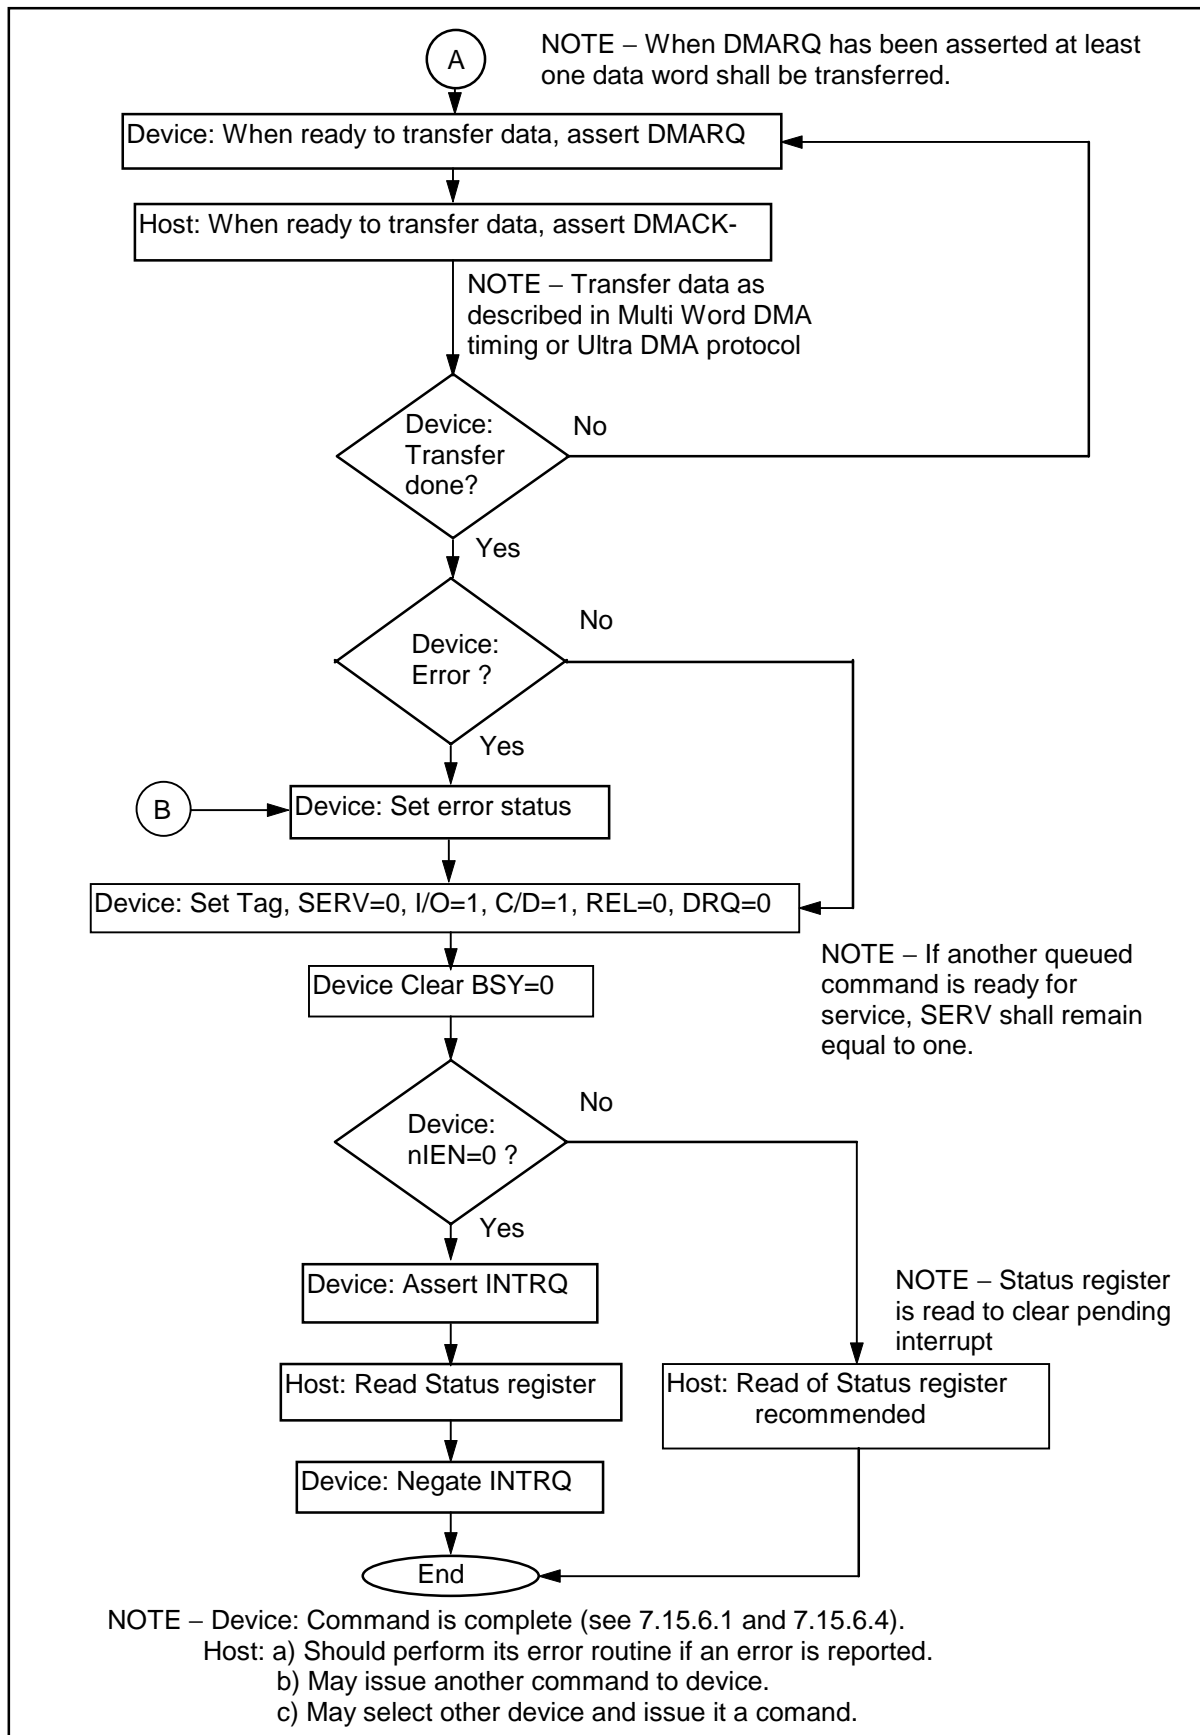 A
NOTE – When DMARQ has been asserted at least
one data word shall be transferred.
Device: When ready to transfer data, assert DMARQ
Host: When ready to transfer data, assert DMACK-
NOTE – Transfer data as
described in Multi Word DMA
timing or Ultra DMA protocol
Device:
Transfer
done?
No
Yes
Device:
Error ?
No
Yes
B
Device: Set error status
Device: Set Tag, SERV=0, I/O=1, C/D=1, REL=0, DRQ=0
NOTE – If another queued
command is ready for
service, SERV shall remain
equal to one.
Device Clear BSY=0
Device:
nIEN=0 ?
No
Yes
Device: Assert INTRQ
NOTE – Status register
is read to clear pending
interrupt
Host: Read Status register
Host: Read of Status register
recommended
Device: Negate INTRQ
End
NOTE – Device: Command is complete (see 7.15.6.1 and 7.15.6.4).
Host: a) Should perform its error routine if an error is reported.
b) May issue another command to device.
c) May select other device and issue it a comand.